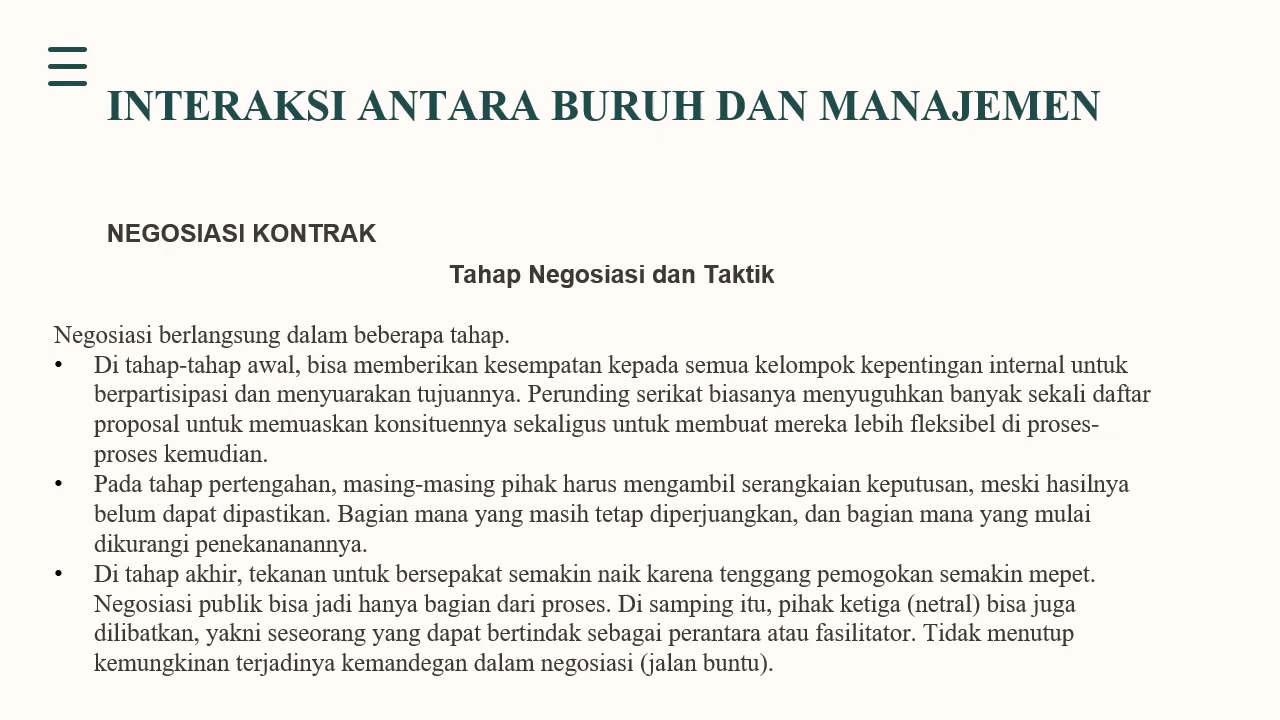 INTERAKSI ANTARA BURUH DAN MANAJEMEN
NEGOSIASI KONTRAK
Tahap Negosiasi dan Taktik
Negosiasi berlangsung dalam beberapa tahap.
• Di tahap-tahap awal, bisa memberikan kesempatan kepada semua kelompok kepentingan internal untuk
berpartisipasi dan menyuarakan tujuannya. Perunding serikat biasanya menyuguhkan banyak sekali daftar
proposal untuk memuaskan konsituennya sekaligus untuk membuat mereka lebih fleksibel di proses-
proses kemudian.
• Pada tahap pertengahan, masing-masing pihak harus mengambil serangkaian keputusan, meski hasilnya
belum dapat dipastikan. Bagian mana yang masih tetap diperjuangkan, dan bagian mana yang mulai
dikurangi penekananannya.
• Di tahap akhir, tekanan untuk bersepakat semakin naik karena tenggang pemogokan semakin mepet.
Negosiasi publik bisa jadi hanya bagian dari proses. Di samping itu, pihak ketiga (netral) bisa juga
dilibatkan, yakni seseorang yang dapat bertindak sebagai perantara atau fasilitator. Tidak menutup
kemungkinan terjadinya kemandegan dalam negosiasi (jalan buntu).